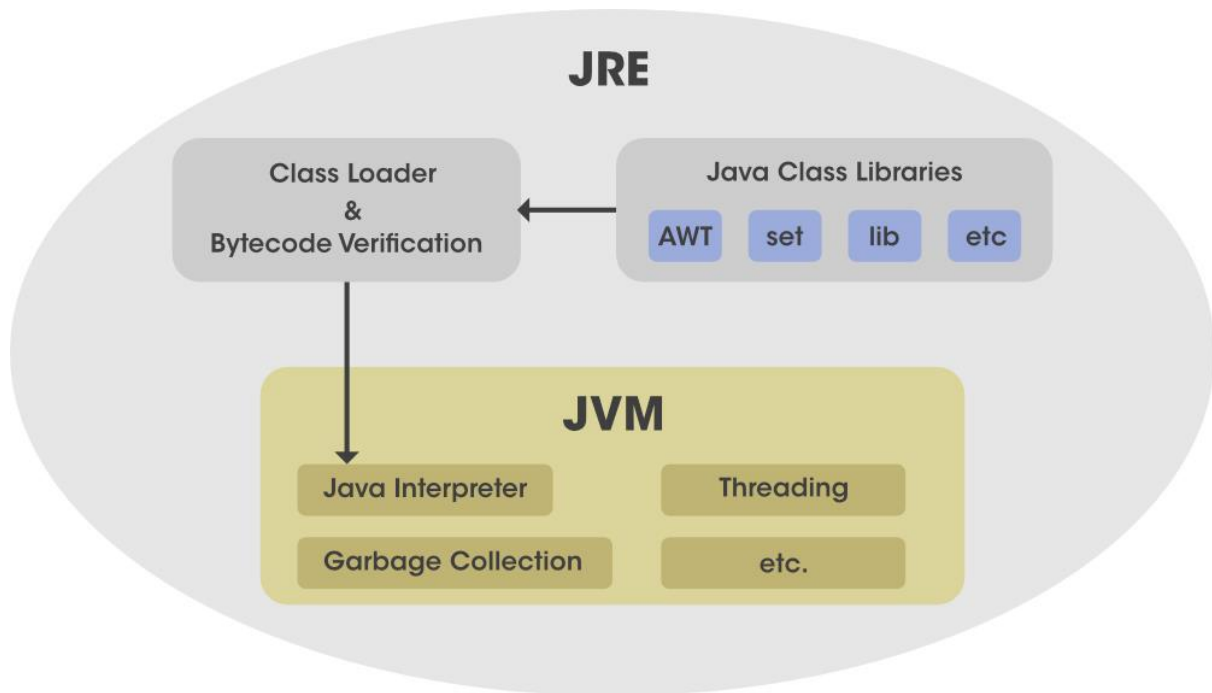 JRE
Class Loader
&
Bytecode Verification
Java Class Libraries
AWT
set
lib
etc
JVM
Java Interpreter
Threading
Garbage Collection
etc.